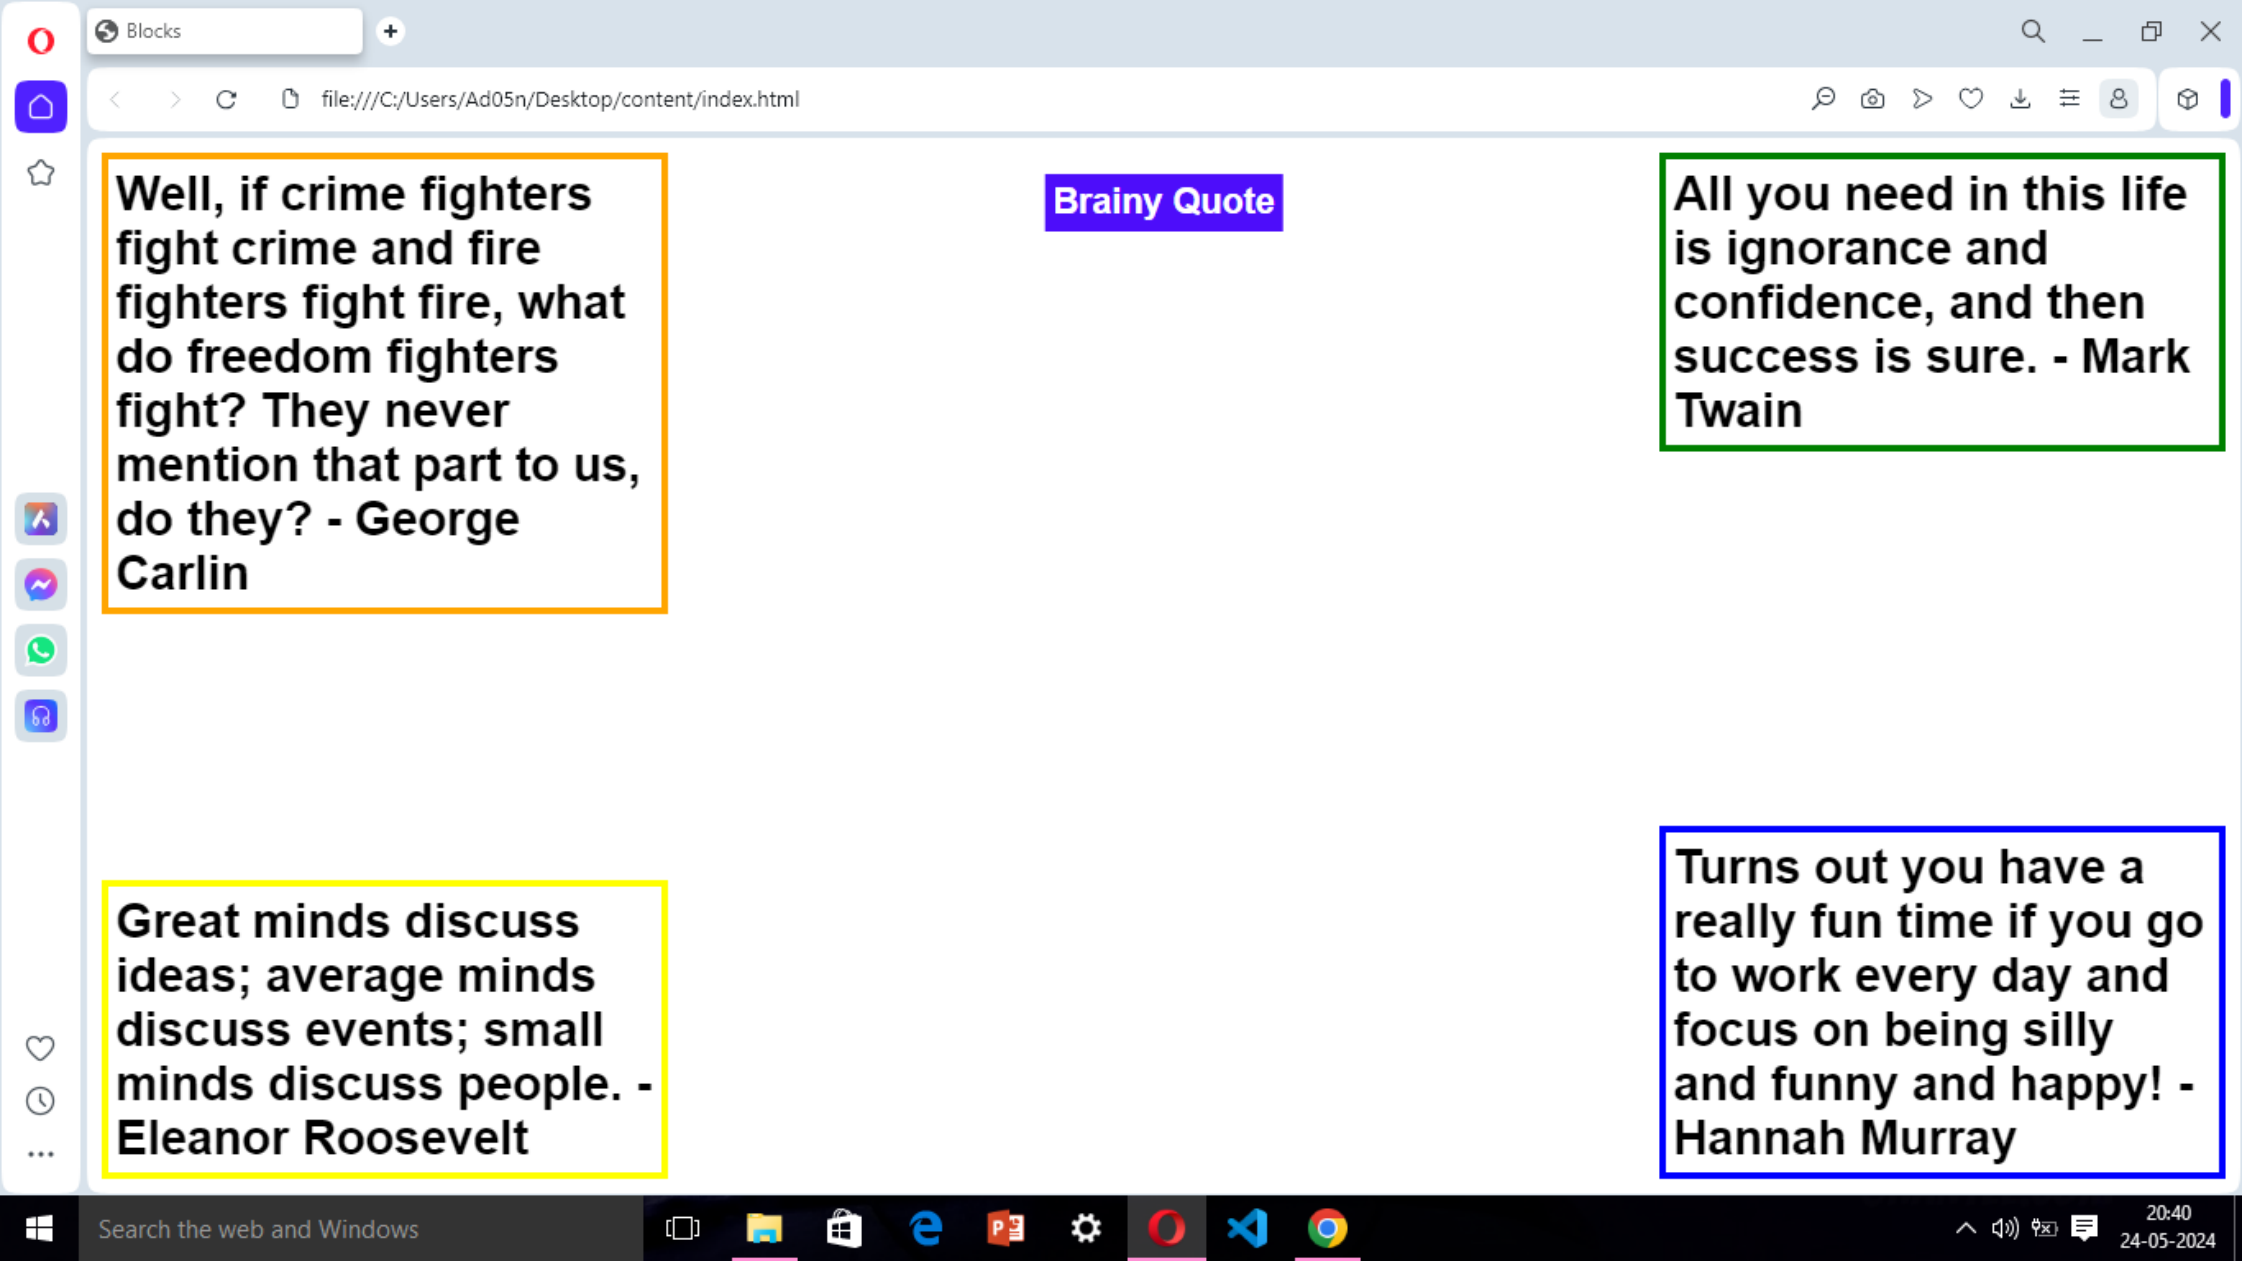 Blocks
file:///C:/Users/Ad05n/Desktop/content/index.html
Well, if crime fighters
fight crime and fire
fighters fight fire, what
do freedom fighters
fight? They never
mention that part to us,
do they? - George
Carlin
Brainy Quote
All you need in this life
is ignorance and
confidence, and then
success is sure. - Mark
Twain
Great minds discuss
ideas; average minds
discuss events; small
minds discuss people. -
Eleanor Roosevelt
Turns out you have a
really fun time if you go
to work every day and
focus on being silly
and funny and happy! -
Hannah Murray
Search the web and Windows
20:40
24-05-2024